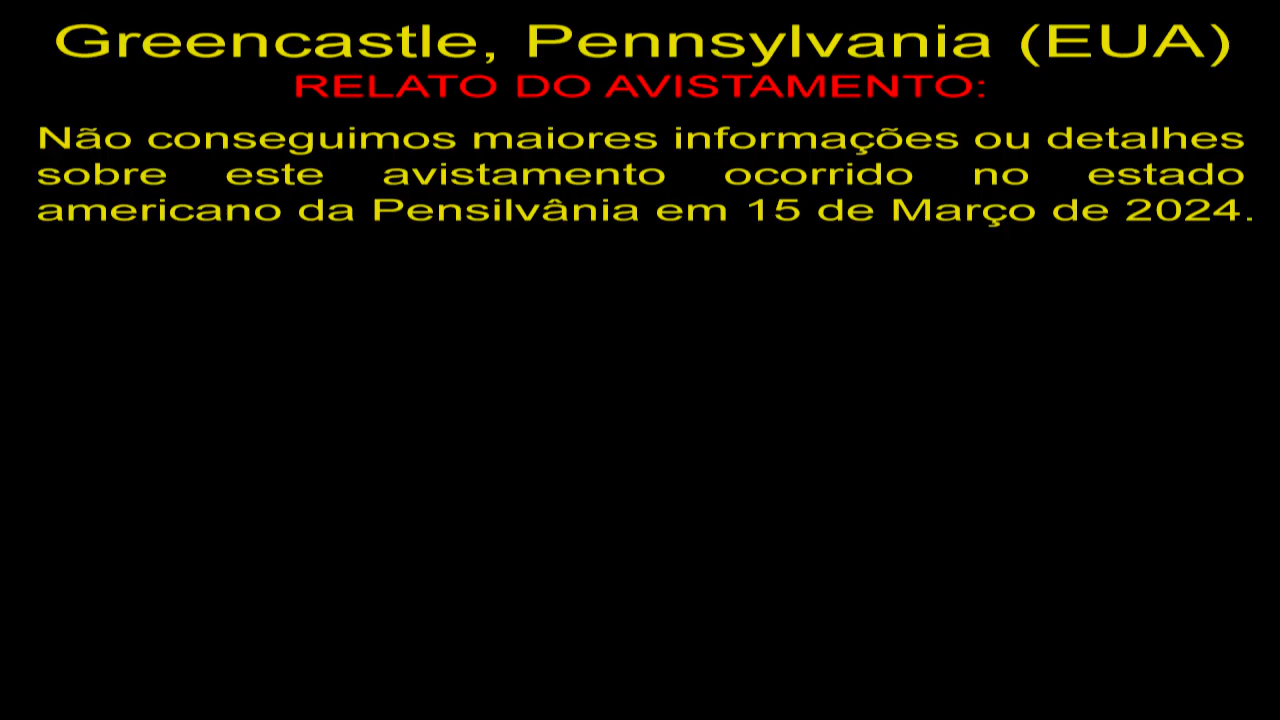 Greencastle, Pennsylvania (EUA)
RELATO DO AVISTAMENTO:
Não conseguimos maiores informações ou detalhes
sobre este avistamento ocorrido no estado
americano da Pensilvânia em 15 de Março de 2024.